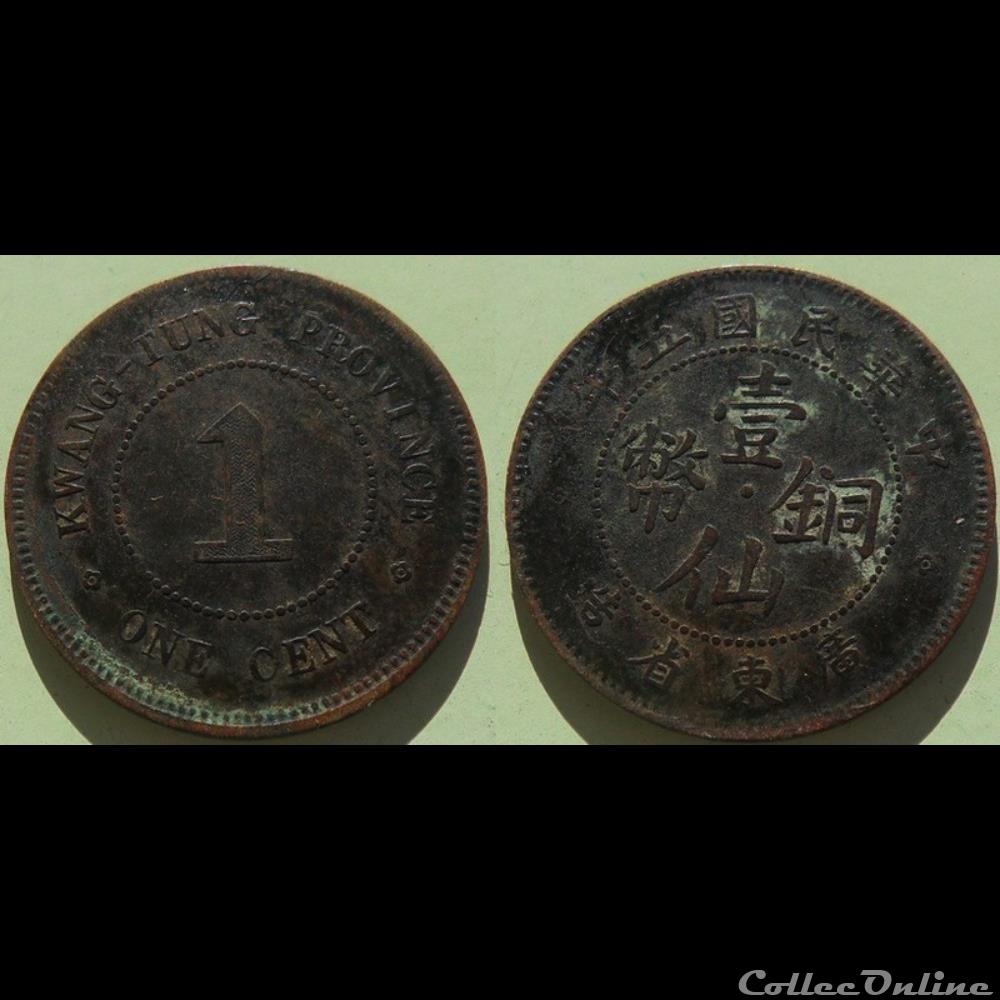 KWANG-TUNG PROVINCE
1
ONE CENT
中華民國五年
壹仙銅幣
廣東省造
ColleeOnline